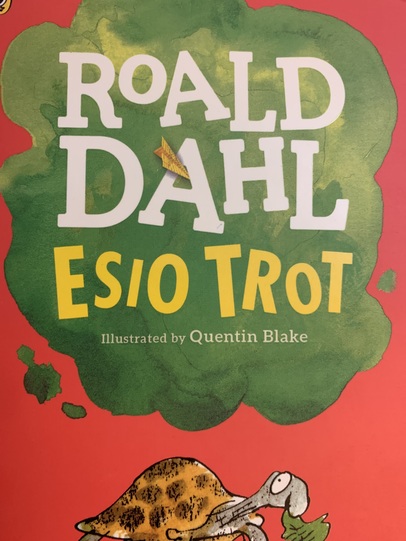 ROALD
DAHL
ESIO TROT
Illustrated by Quentin Blake